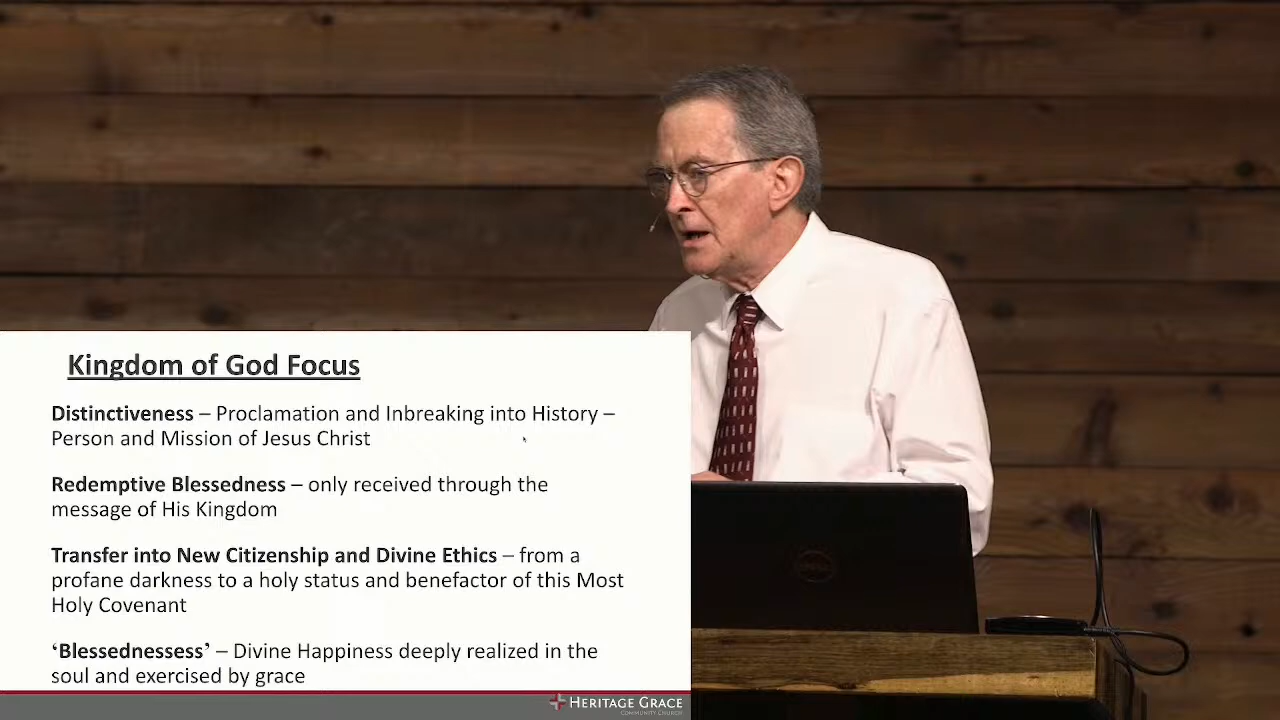 Kingdom of God Focus
Distinctiveness – Proclamation and Inbreaking into History –
Person and Mission of Jesus Christ
Redemptive Blessedness – only received through the
message of His Kingdom
Transfer into New Citizenship and Divine Ethics – from a
profane darkness to a holy status and benefactor of this Most
Holy Covenant
‘Blessednessess’ – Divine Happiness deeply realized in the
soul and exercised by grace
HERITAGE GRACE
COMMUNITY CHURCH